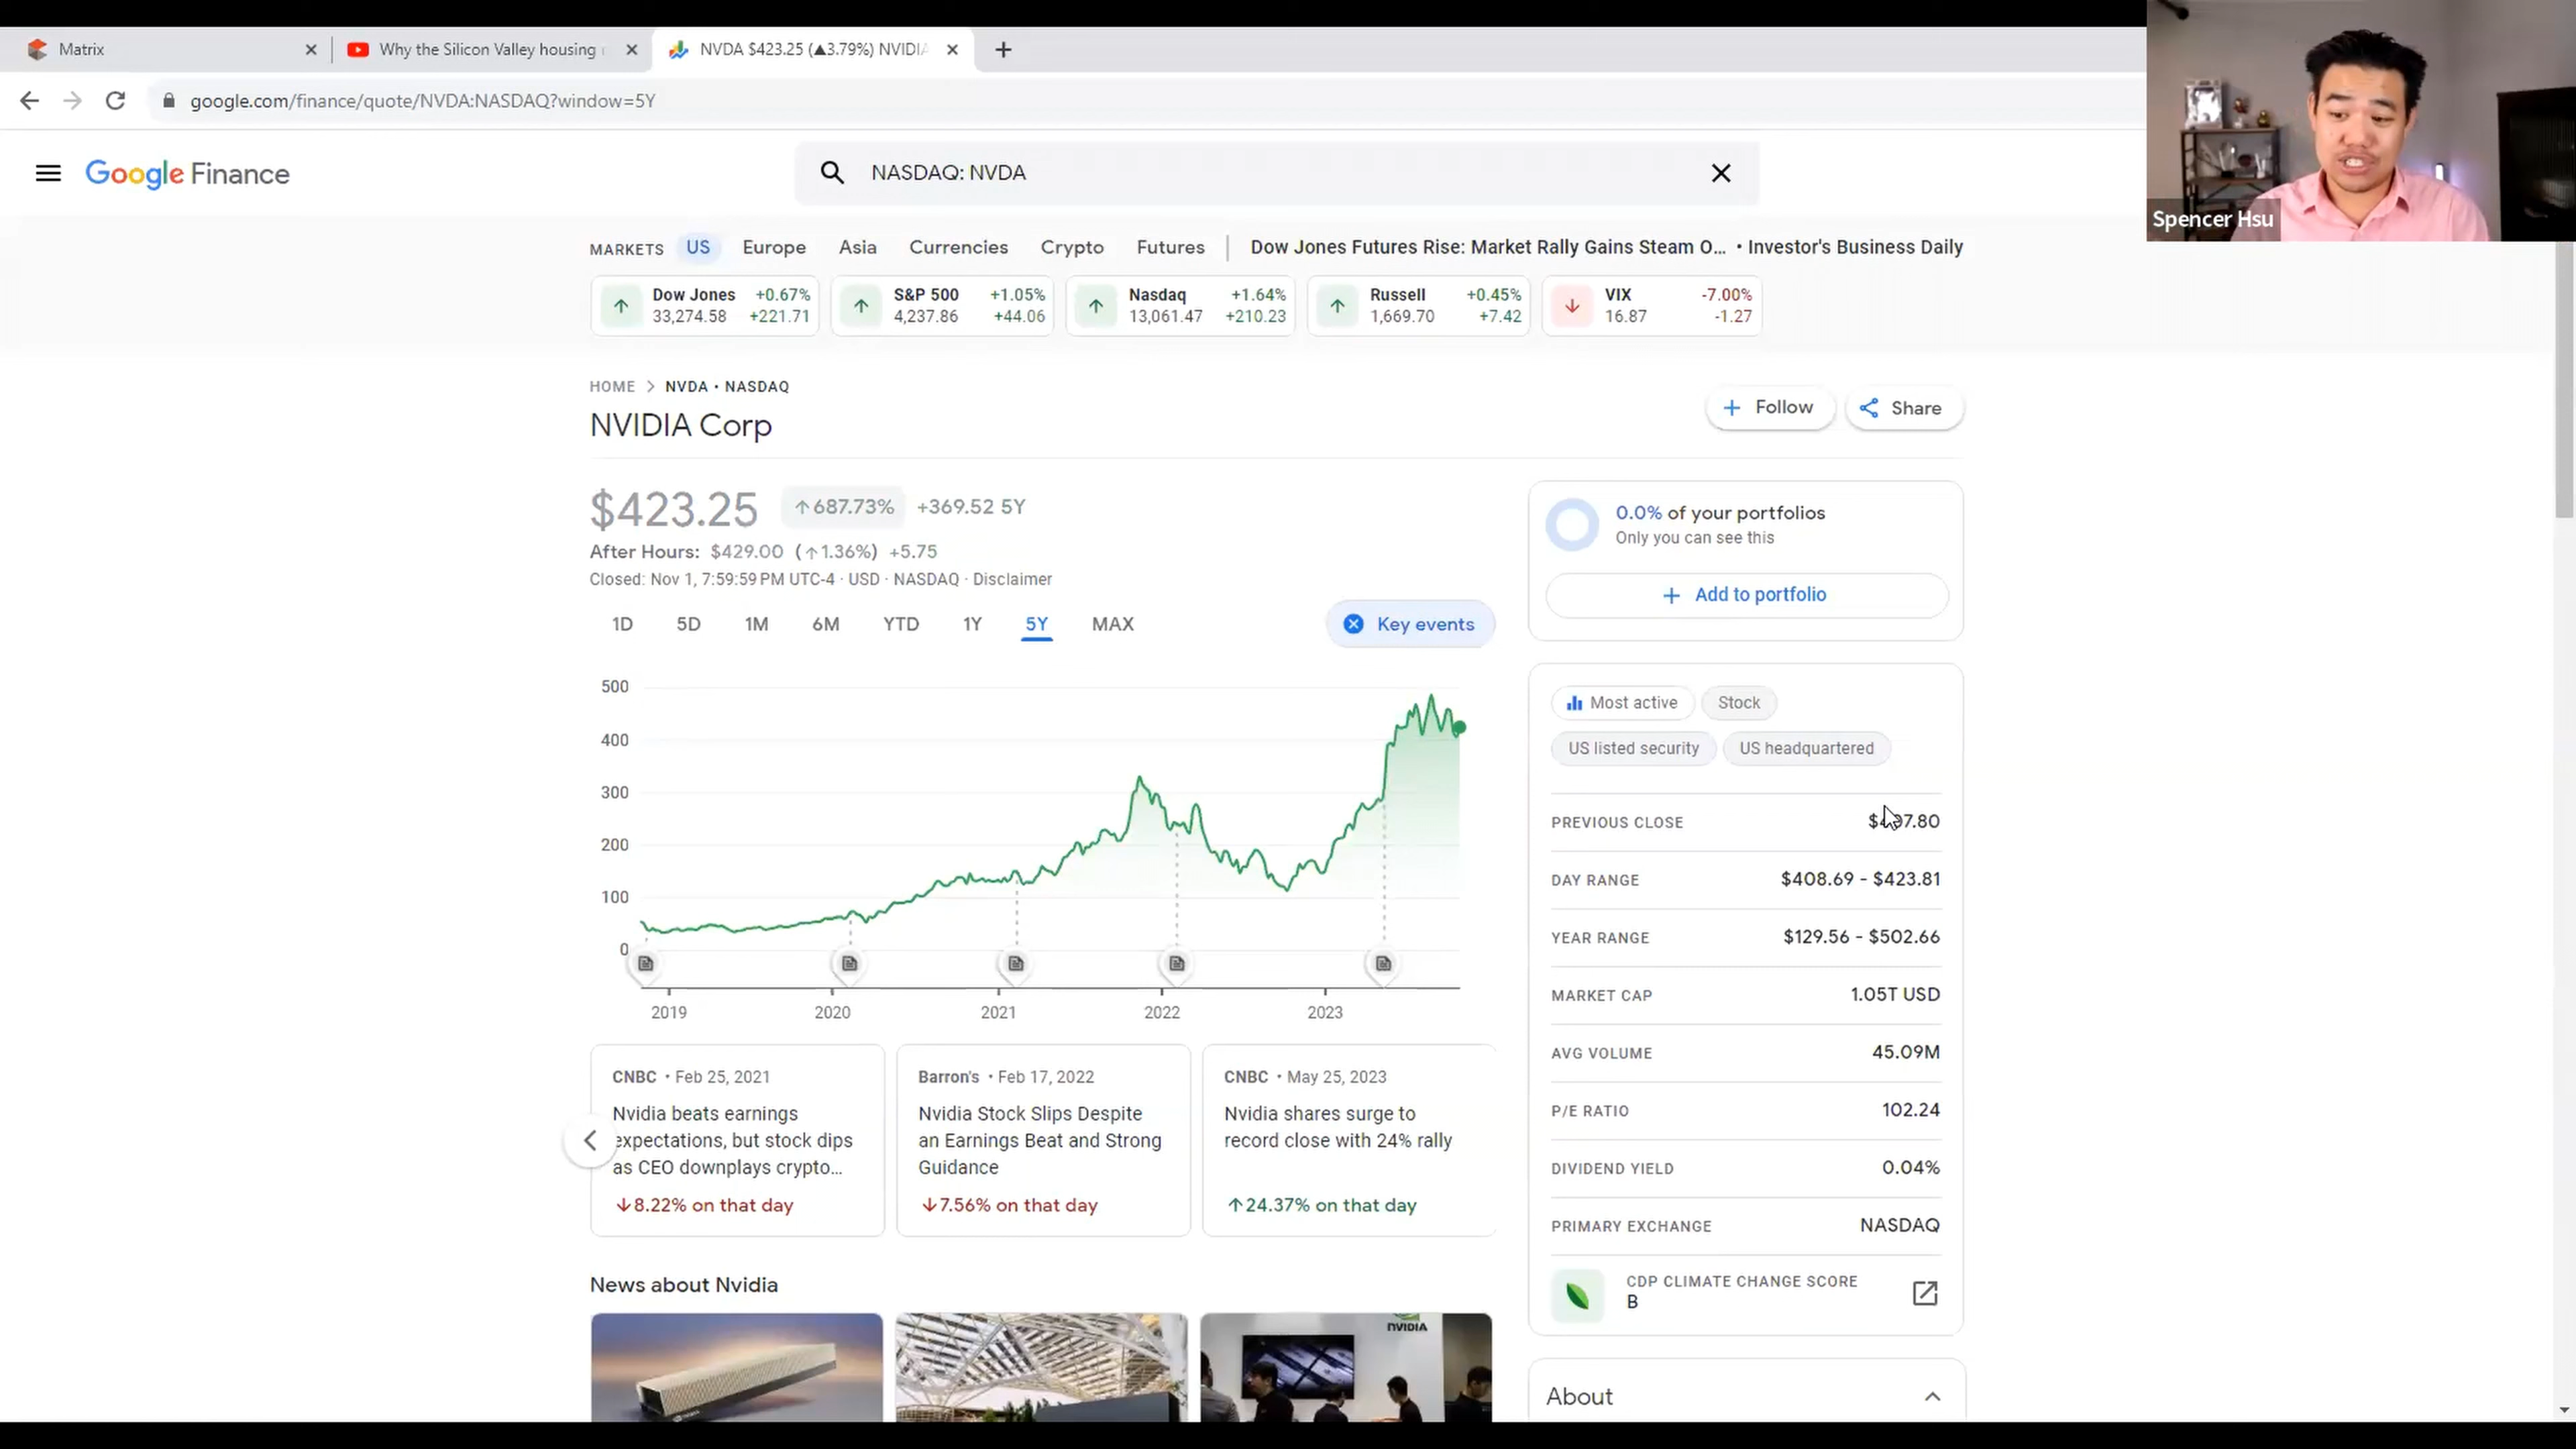 Matrix
Why the Silicon Valley housing
NVDA $423.25 (▲3.79%) NVIDIA
google.com/finance/quote/NVDA:NASDAQ?window=5Y
Spencer Hsu
Google Finance
NASDAQ: NVDA
MARKETS US Europe Asia Currencies Crypto Futures
Dow Jones Futures Rise: Market Rally Gains Steam O... • Investor's Business Daily
Dow Jones +0.67%
33,274.58 +221.71
S&P 500 +1.05%
4,237.86 +44.06
Nasdaq +1.64%
13,061.47 +210.23
Russell +0.45%
1,669.70 +7.42
VIX -7.00%
16.87 -1.27
HOME > NVDA • NASDAQ
NVIDIA Corp
+ Follow
Share
$423.25 ↑687.73% +369.52 5Y
After Hours: $429.00 (↑1.36%) +5.75
Closed: Nov 1, 7:59:59 PM UTC-4 · USD · NASDAQ · Disclaimer
1D 5D 1M 6M YTD 1Y 5Y MAX
Key events
500
400
300
200
100
0
2019 2020 2021 2022 2023
CNBC • Feb 25, 2021
Nvidia beats earnings
expectations, but stock dips
as CEO downplays crypto...
↓8.22% on that day
Barron's • Feb 17, 2022
Nvidia Stock Slips Despite
an Earnings Beat and Strong
Guidance
↓7.56% on that day
CNBC • May 25, 2023
Nvidia shares surge to
record close with 24% rally
↑24.37% on that day
News about Nvidia
NVIDIA
0.0% of your portfolios
Only you can see this
+ Add to portfolio
Most active
Stock
US listed security
US headquartered
PREVIOUS CLOSE
DAY RANGE $408.69 - $423.81
YEAR RANGE $129.56 - $502.66
MARKET CAP 1.05T USD
AVG VOLUME 45.09M
P/E RATIO 102.24
DIVIDEND YIELD 0.04%
PRIMARY EXCHANGE NASDAQ
CDP CLIMATE CHANGE SCORE
B
About